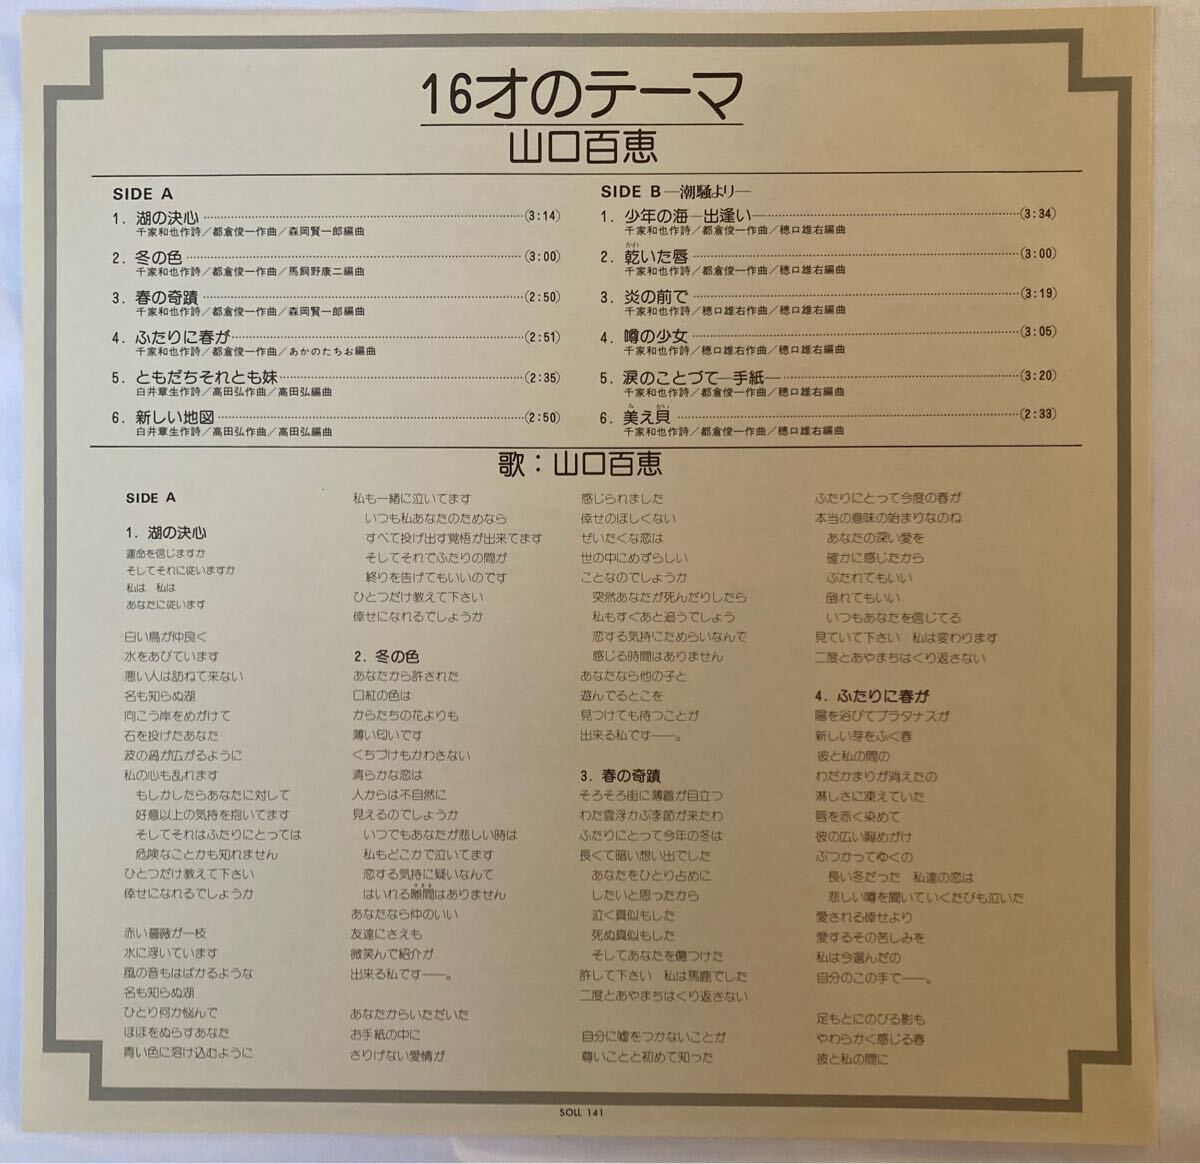 16才のテーマ
山口百恵
SIDE A
1. 湖の決心 (3:14)
千家和也作詩/都倉俊一作曲/森岡賢一郎編曲
2. 冬の色 (3:00)
千家和也作詩/都倉俊一作曲/馬飼野康二編曲
3. 春の奇蹟 (2:50)
千家和也作詩/都倉俊一作曲/森岡賢一郎編曲
4. ふたりに春が (2:51)
千家和也作詩/都倉俊一作曲/あかのたちお編曲
5. ともだちそれとも妹 (2:35)
白井章生作詩/高田弘作曲/高田弘編曲
6. 新しい地図 (2:50)
白井章生作詩/高田弘作曲/高田弘編曲
SIDE B —潮騒より—
1. 少年の海—出逢い— (3:34)
千家和也作詩/都倉俊一作曲/穂口雄右編曲
2. 乾いた唇 (3:00)
千家和也作詩/都倉俊一作曲/穂口雄右編曲
3. 炎の前で (3:19)
千家和也作詩/穂口雄右作曲/穂口雄右編曲
4. 噂の少女 (3:05)
千家和也作詩/穂口雄右作曲/穂口雄右編曲
5. 涙のことづて—手紙— (3:20)
千家和也作詩/都倉俊一作曲/穂口雄右編曲
6. 美え貝 (2:33)
千家和也作詩/都倉俊一作曲/穂口雄右編曲
歌：山口百恵
SIDE A
1. 湖の決心
運命を信じますか
そしてそれに従いますか
私は 私は
あなたに従います
白い鳥が仲良く
水をあびています
悪い人は訪ねて来ない
名も知らぬ湖
向こう岸をめがけて
石を投げたあなた
波の渦が広がるように
私の心も乱れます
もしかしたらあなたに対して
好意以上の気持を抱いてます
そしてそれはふたりにとっては
危険なことかも知れません
ひとつだけ教えて下さい
倖せになれるでしょうか
赤い薔薇が一枝
水に浮いています
風の音もはばかるような
名も知らぬ湖
ひとり何か悩んで
ほほをぬらすあなた
青い色に溶け込むように
私も一緒に泣いてます
いつも私あなたのためなら
すべて投げ出す覚悟が出来てます
そしてそれでふたりの間が
終りを告げてもいいのです
ひとつだけ教えて下さい
倖せになれるでしょうか
2. 冬の色
あなたから許された
口紅の色は
からたちの花よりも
薄い匂いです
くちづけもかわさない
清らかな恋は
人からは不自然に
見えるのでしょうか
いつでもあなたが悲しい時は
私もどこかで泣いてます
恋する気持に疑いなんて
はいれる隙間はありません
あなたなら仲のいい
友達にさえも
微笑んで紹介が
出来る私です——。
あなたからいただいた
お手紙の中に
さりげない愛情が
感じられました
倖せのほしくない
ぜいたくな恋は
世の中にめずらしい
ことなのでしょうか
突然あなたが死んだりしたら
私もすぐあと追うでしょう
恋する気持にためらいなんて
感じる時間はありません
あなたなら他の子と
遊んでるとこを
見つけても待つことが
出来る私です——。
3. 春の奇蹟
そろそろ街に薄着が目立つ
わた雲浮かぶ季節が来たわ
ふたりにとって今年の冬は
長くて暗い想い出でした
あなたをひとり占めに
したいと思ったから
泣く真似もした
死ぬ真似もした
そしてあなたを傷つけた
許して下さい 私は馬鹿でした
二度とあやまちはくり返さない
自分に嘘をつかないことが
尊いことと初めて知った
ふたりにとって今度の春が
本当の意味の始まりなのね
あなたの深い愛を
確かに感じたから
ぶたれてもいい
倒れてもいい
いつもあなたを信じてる
見ていて下さい 私は変わります
二度とあやまちはくり返さない
4. ふたりに春が
陽を浴びてプラタナスが
新しい芽をふく春
彼と私の間の
わだかまりが消えたの
淋しさに凍えていた
唇を赤く染めて
彼の広い胸めがけ
ぶつかってゆくの
長い冬だった 私達の恋は
悲しい噂を聞いていくたびも泣いた
愛される倖せより
愛するその苦しみを
私は今選んだの
自分のこの手で——。
足もとにのびる影も
やわらかく感じる春
彼と私の間に
SOLL 141